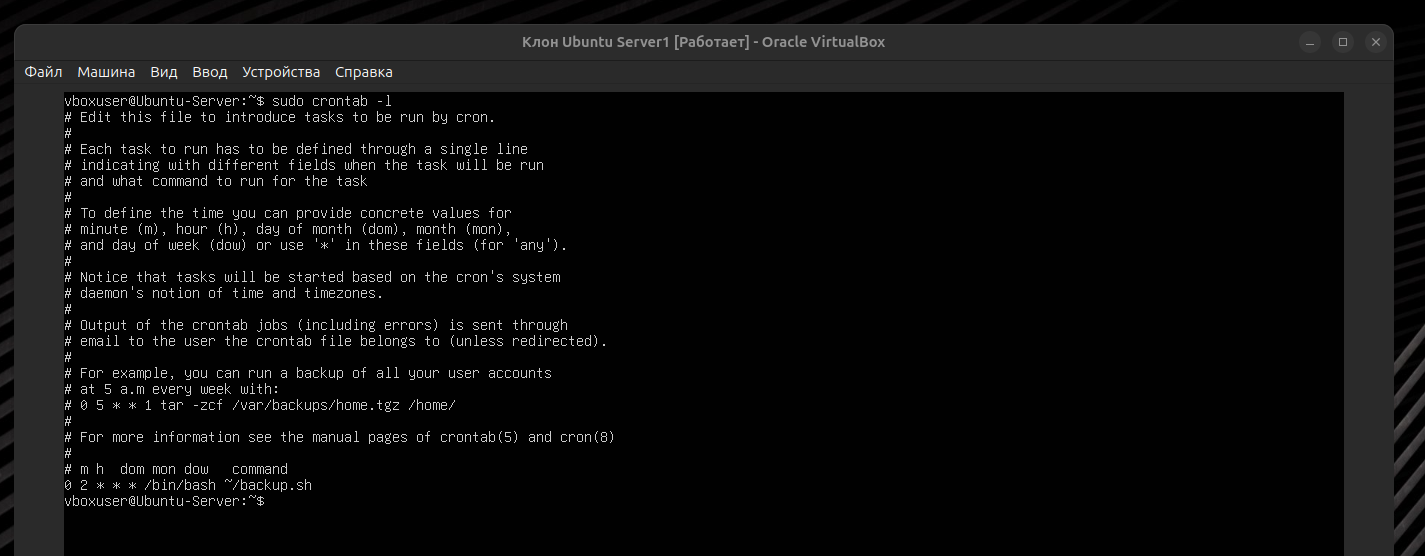 Клон Ubuntu Server1 [Работает] - Oracle VirtualBox
Файл Машина Вид Ввод Устройства Справка
vboxuser@Ubuntu-Server:~$ sudo crontab -l
# Edit this file to introduce tasks to be run by cron.
#
# Each task to run has to be defined through a single line
# indicating with different fields when the task will be run
# and what command to run for the task
#
# To define the time you can provide concrete values for
# minute (m), hour (h), day of month (dom), month (mon),
# and day of week (dow) or use '*' in these fields (for 'any').
#
# Notice that tasks will be started based on the cron's system
# daemon's notion of time and timezones.
#
# Output of the crontab jobs (including errors) is sent through
# email to the user the crontab file belongs to (unless redirected).
#
# For example, you can run a backup of all your user accounts
# at 5 a.m every week with:
# 0 5 * * 1 tar -zcf /var/backups/home.tgz /home/
#
# For more information see the manual pages of crontab(5) and cron(8)
#
# m h  dom mon dow   command
0 2 * * * /bin/bash ~/backup.sh
vboxuser@Ubuntu-Server:~$